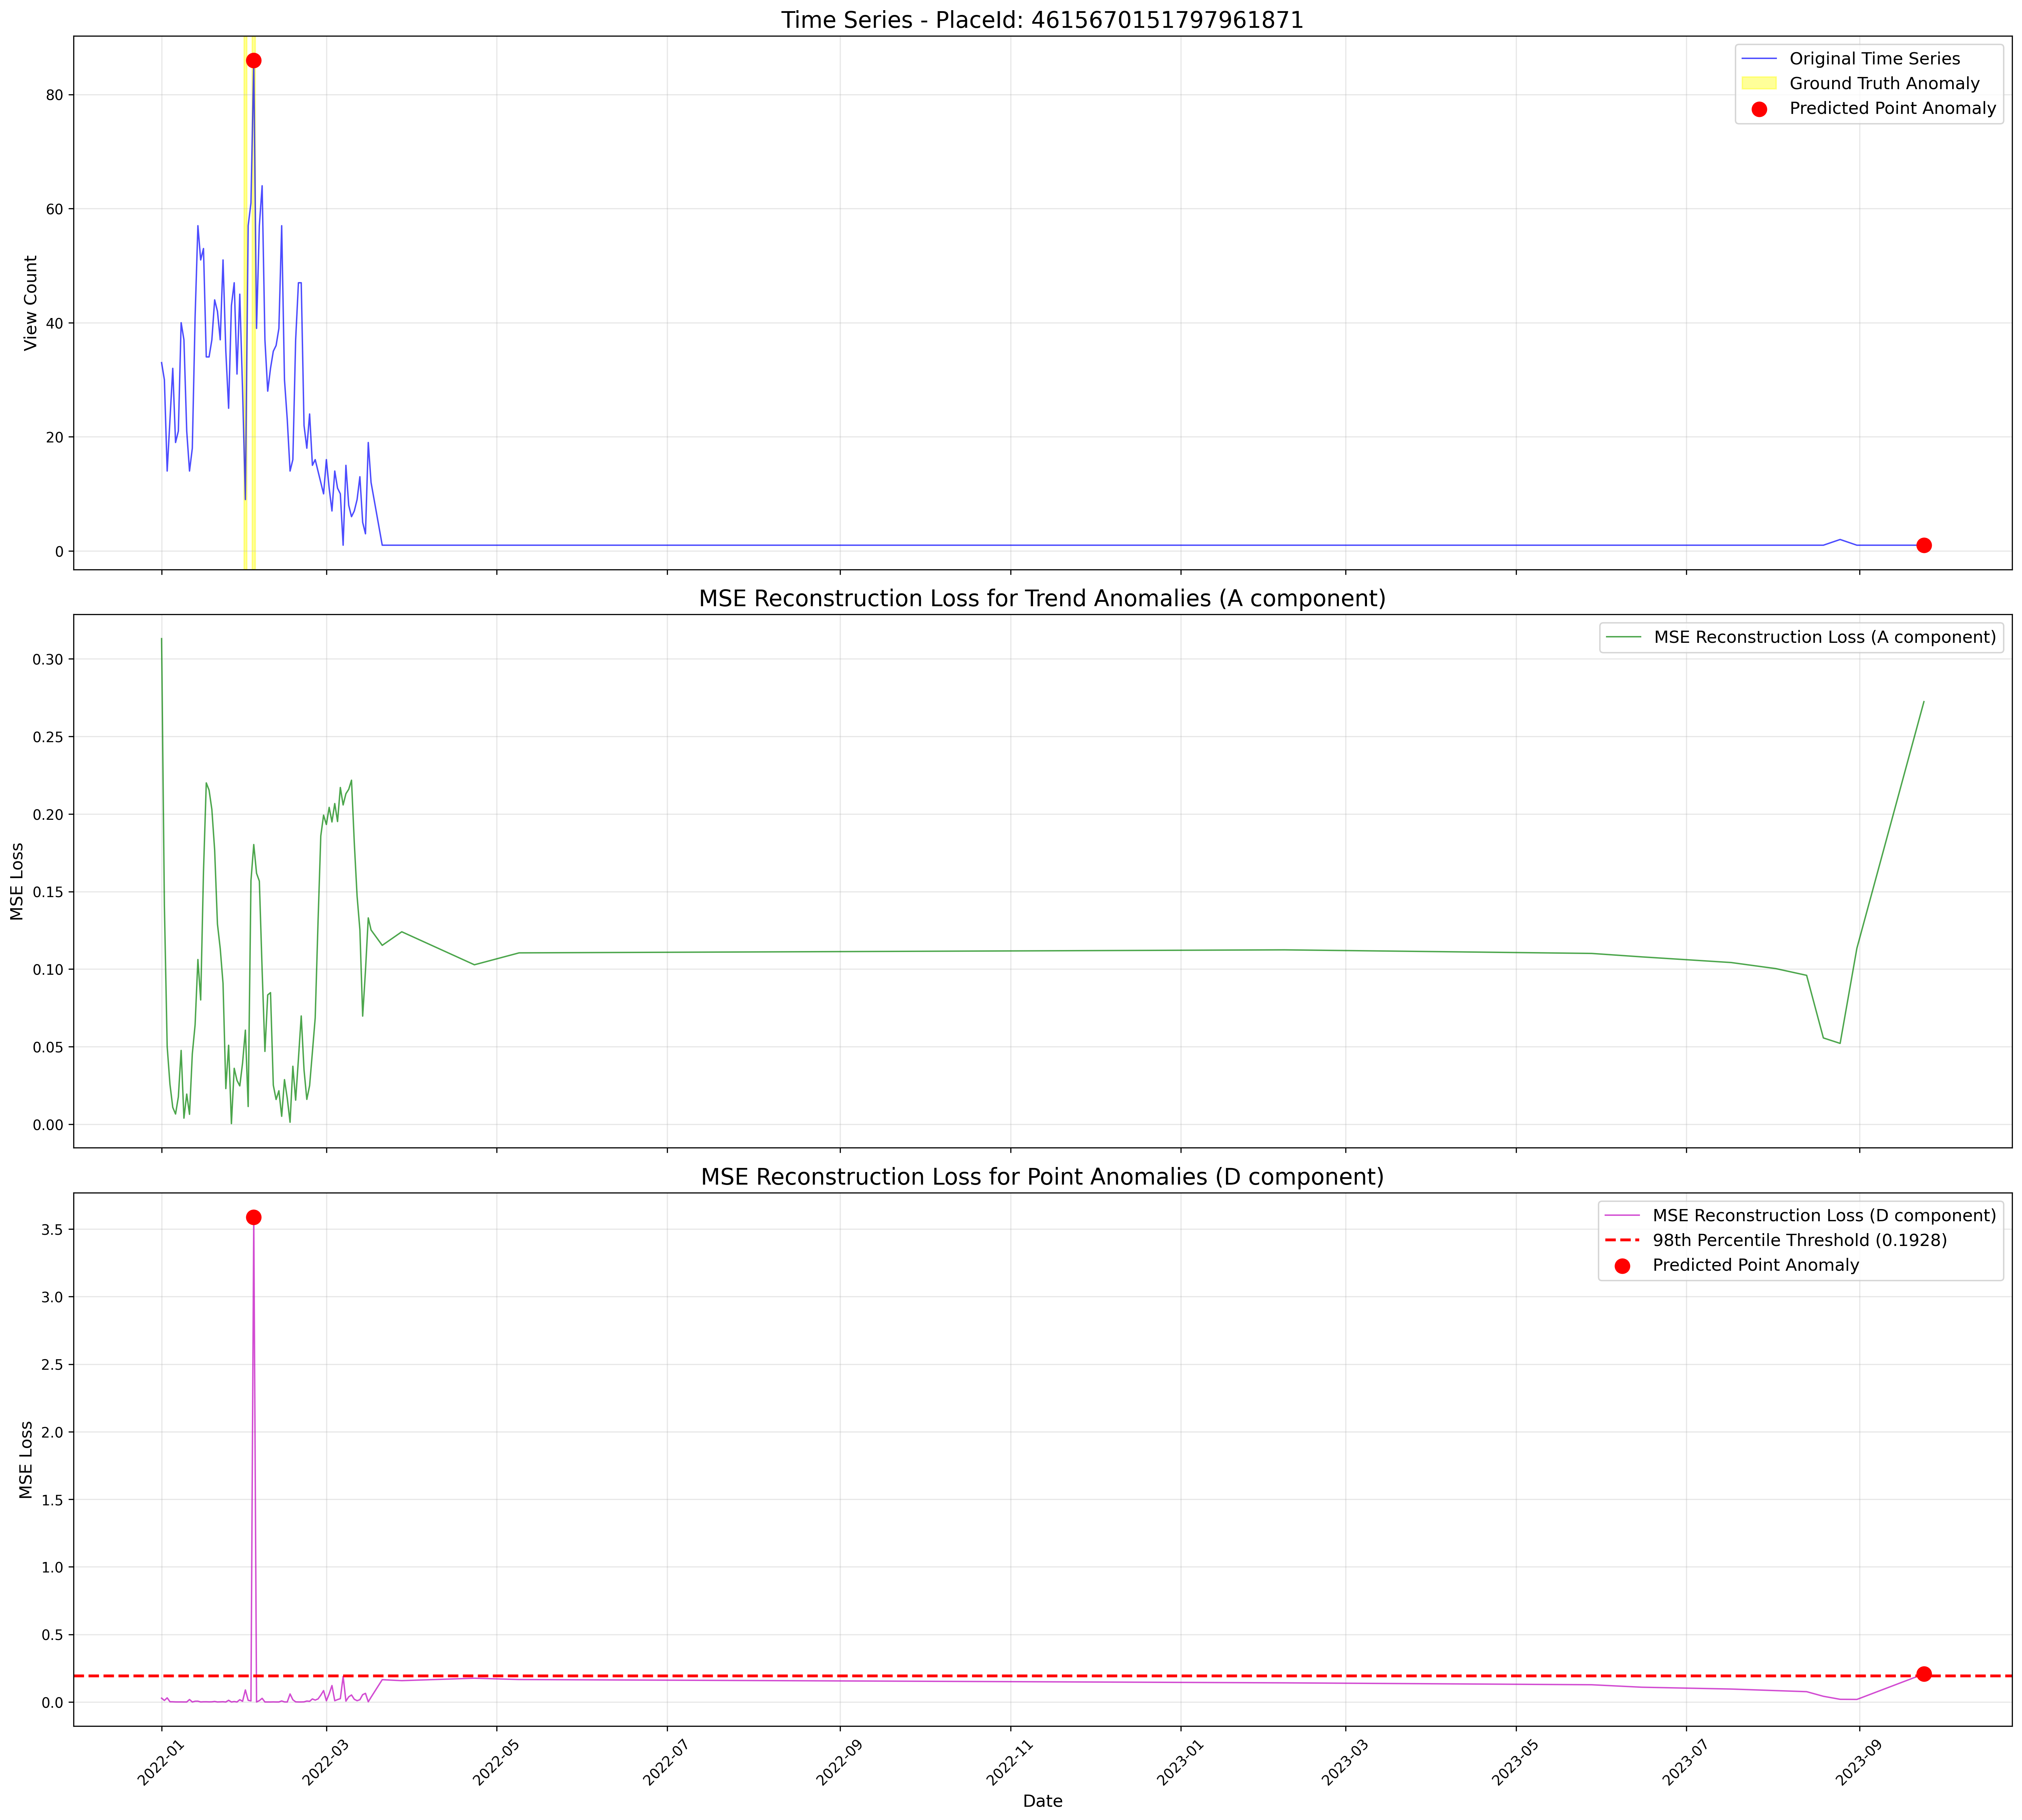 Time Series - PlaceId: 4615670151797961871
Original Time Series
Ground Truth Anomaly
Predicted Point Anomaly
View Count
80
60
40
20
0
MSE Reconstruction Loss for Trend Anomalies (A component)
MSE Reconstruction Loss (A component)
MSE Loss
0.30
0.25
0.20
0.15
0.10
0.05
0.00
MSE Reconstruction Loss for Point Anomalies (D component)
MSE Reconstruction Loss (D component)
98th Percentile Threshold (0.1928)
Predicted Point Anomaly
MSE Loss
3.5
3.0
2.5
2.0
1.5
1.0
0.5
0.0
2022-01
2022-03
2022-05
2022-07
2022-09
2022-11
2023-01
2023-03
2023-05
2023-07
2023-09
Date